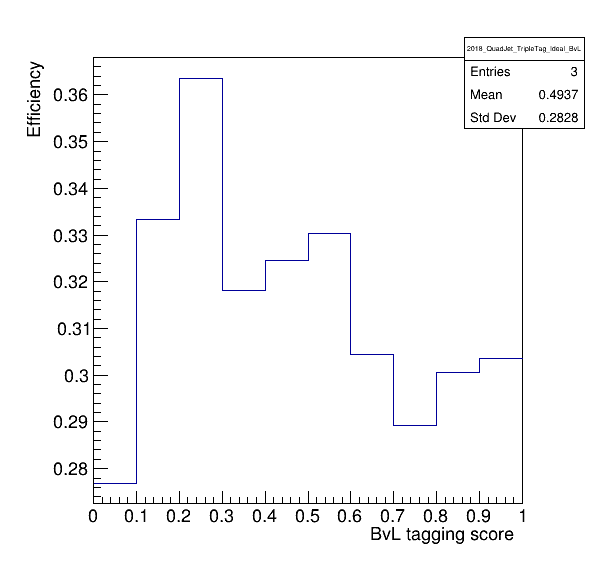 2018_QuadJet_TripleTag_Ideal_BvL
Entries 3
Mean 0.4937
Std Dev 0.2828
Efficiency
0.36
0.35
0.34
0.33
0.32
0.31
0.3
0.29
0.28
0 0.1 0.2 0.3 0.4 0.5 0.6 0.7 0.8 0.9 1
BvL tagging score